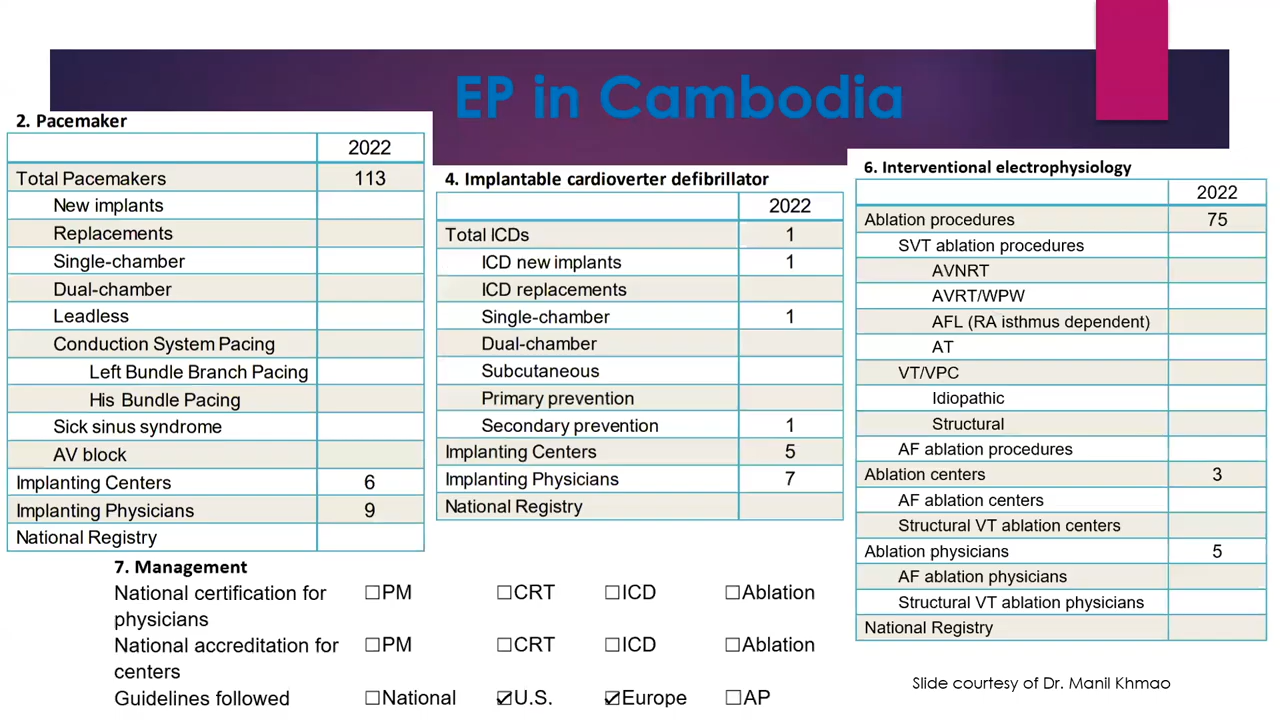 EP in Cambodia
2. Pacemaker
2022
Total Pacemakers 113
New implants
Replacements
Single-chamber
Dual-chamber
Leadless
Conduction System Pacing
Left Bundle Branch Pacing
His Bundle Pacing
Sick sinus syndrome
AV block
Implanting Centers 6
Implanting Physicians 9
National Registry
4. Implantable cardioverter defibrillator
2022
Total ICDs 1
ICD new implants 1
ICD replacements
Single-chamber 1
Dual-chamber
Subcutaneous
Primary prevention
Secondary prevention 1
Implanting Centers 5
Implanting Physicians 7
National Registry
6. Interventional electrophysiology
2022
Ablation procedures 75
SVT ablation procedures
AVNRT
AVRT/WPW
AFL (RA isthmus dependent)
AT
VT/VPC
Idiopathic
Structural
AF ablation procedures
Ablation centers 3
AF ablation centers
Structural VT ablation centers
Ablation physicians 5
AF ablation physicians
Structural VT ablation physicians
National Registry
7. Management
National certification for ☐PM ☐CRT ☐ICD ☐Ablation
physicians
National accreditation for ☐PM ☐CRT ☐ICD ☐Ablation
centers
Guidelines followed ☐National ☑U.S. ☑Europe ☐AP
Slide courtesy of Dr. Manil Khmao